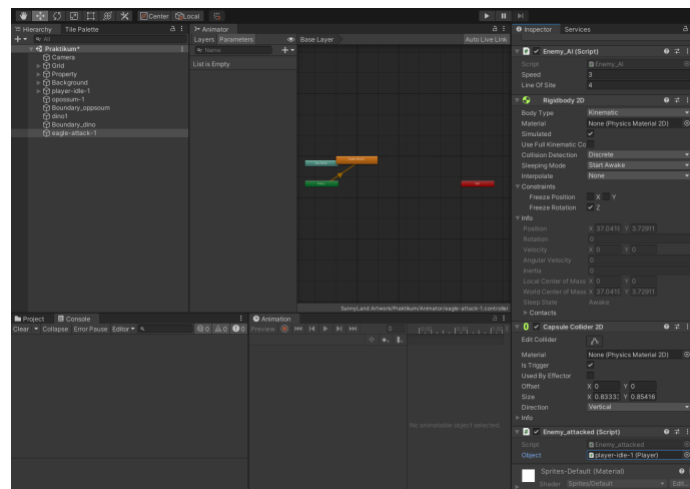 Center Local
Hierarchy Tile Palette
All
Praktikum*
Camera
Grid
Property
Background
player-idle-1
opossum-1
Boundary_oppsoum
dino1
Boundary_dino
eagle-attack-1
Animator
Layers Parameters Base Layer Auto Live Link
Name
List is Empty
SunnyLand Artwork/Praktikum/Animator/eagle-attack-1.controller
Project Console
Clear Collapse Error Pause Editor 0 0 0
Animation
Preview 0
No animatable object selected.
Inspector Services
Enemy_AI (Script)
Script Enemy_AI
Speed 3
Line Of Site 4
Rigidbody 2D
Body Type Kinematic
Material None (Physics Material 2D)
Simulated
Use Full Kinematic Co
Collision Detection Discrete
Sleeping Mode Start Awake
Interpolate None
Constraints
Freeze Position X Y
Freeze Rotation Z
Info
Position X 37.0415 Y 3.72911
Rotation 0
Velocity X 0 Y 0
Angular Velocity 0
Inertia 0
Local Center of Mass X 0 Y 0
World Center of Mass X 37.0415 Y 3.72911
Sleep State Awake
Contacts
Capsule Collider 2D
Edit Collider
Material None (Physics Material 2D)
Is Trigger
Used By Effector
Offset X 0 Y 0
Size X 0.83333 Y 0.85416
Direction Vertical
Info
Enemy_attacked (Script)
Script Enemy_attacked
Object player-idle-1 (Player)
Sprites-Default (Material)
Shader Sprites/Default Edit...